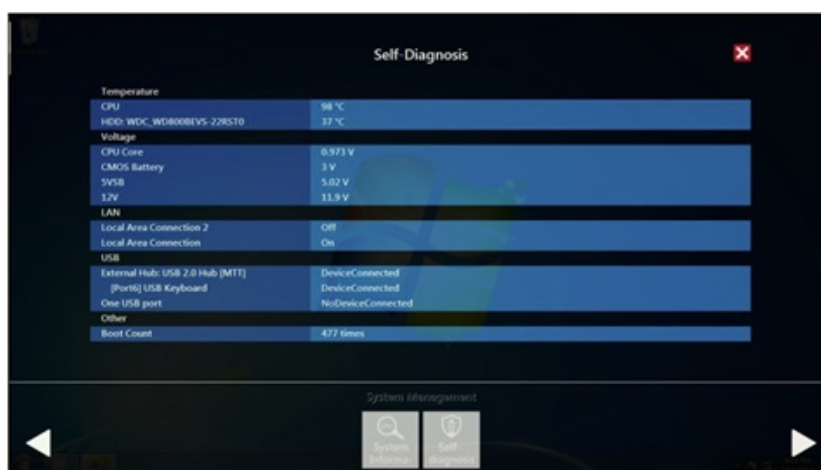 Self-Diagnosis
Temperature
CPU 98 °C
HDD: WDC_WD800BEVS-22RST0 37 °C
Voltage
CPU Core 0.973 V
CMOS Battery 3 V
5VSB 5.02 V
12V 11.9 V
LAN
Local Area Connection 2 Off
Local Area Connection On
USB
External Hub: USB 2.0 Hub [MTT] DeviceConnected
[Port6] USB Keyboard DeviceConnected
One USB port NoDeviceConnected
Other
Boot Count 477 times
System Management
System Self-
Informa- diagnosis